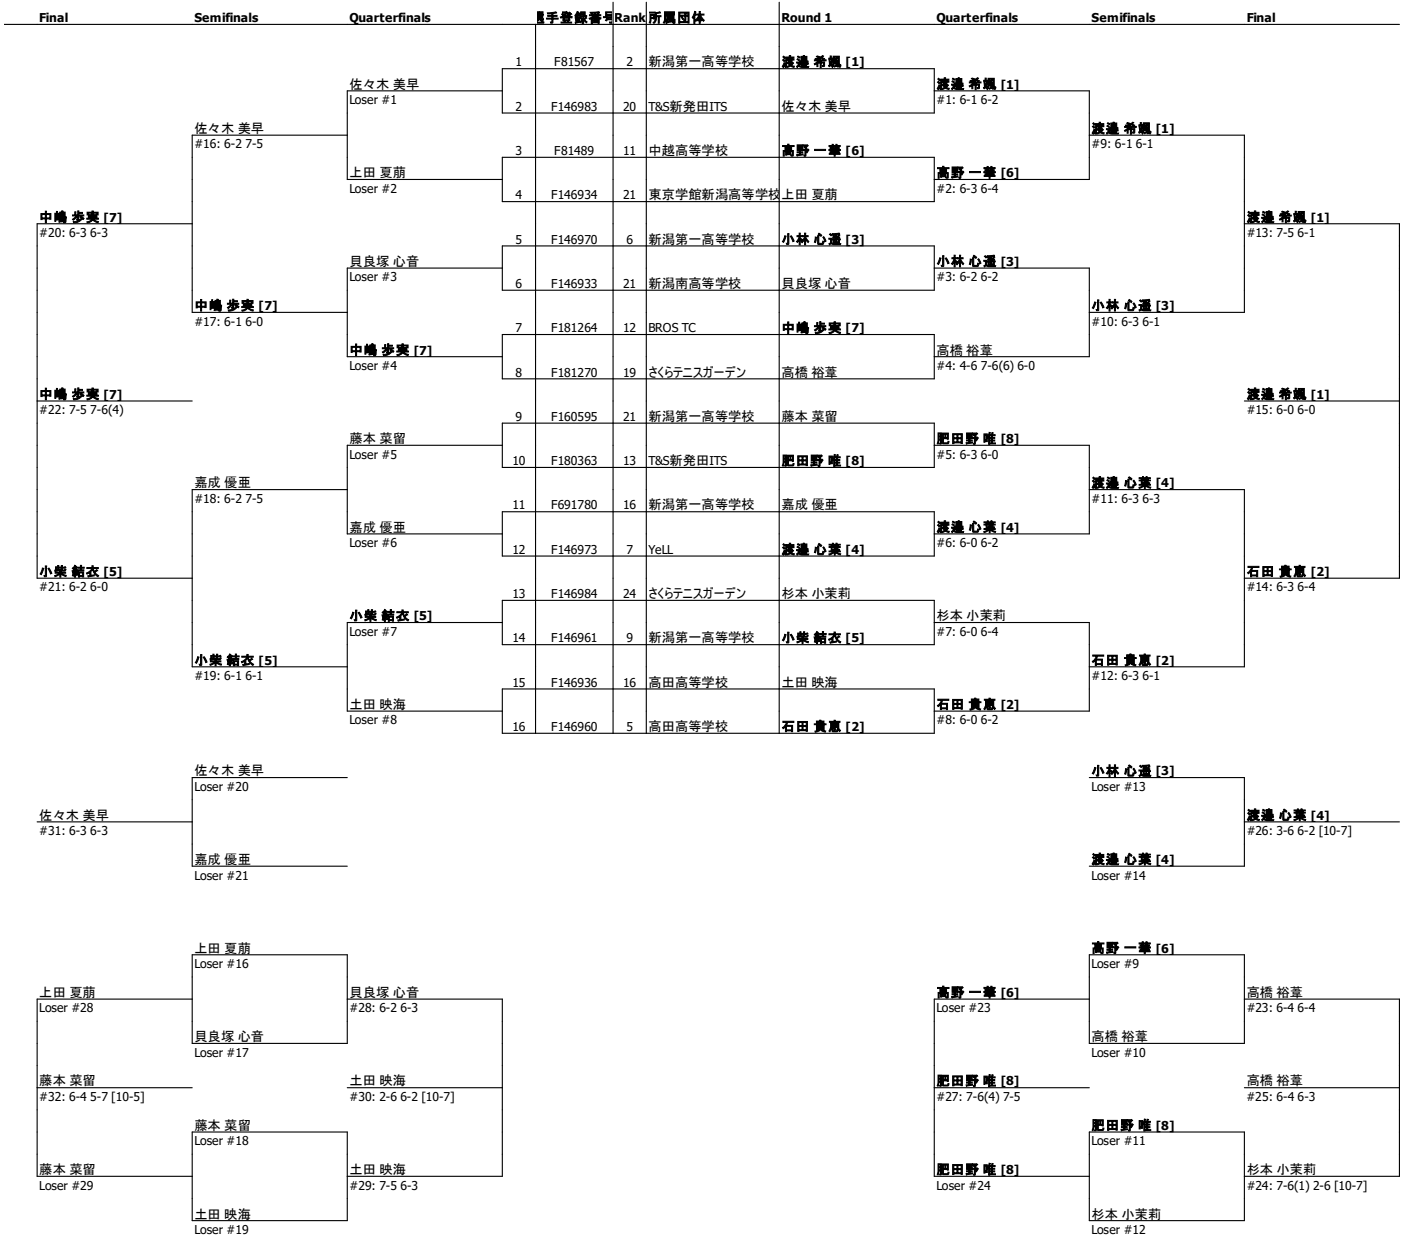 Final Semifinals Quarterfinals 選手登録番号 Rank 所属団体 Round 1 Quarterfinals Semifinals Final
1 F81567 2 新潟第一高等学校 渡邉 希颯 [1]
佐々木 美早 渡邉 希颯 [1]
Loser #1 #1: 6-1 6-2
2 F146983 20 T&S新発田ITS 佐々木 美早
佐々木 美早 渡邉 希颯 [1]
#16: 6-2 7-5 #9: 6-1 6-1
3 F81489 11 中越高等学校 高野 一華 [6]
上田 夏萠 高野 一華 [6]
Loser #2 #2: 6-3 6-4
4 F146934 21 東京学館新潟高等学校 上田 夏萠
中嶋 歩実 [7] 渡邉 希颯 [1]
#20: 6-3 6-3 #13: 7-5 6-1
5 F146970 6 新潟第一高等学校 小林 心遥 [3]
貝良塚 心音 小林 心遥 [3]
Loser #3 #3: 6-2 6-2
6 F146933 21 新潟南高等学校 貝良塚 心音
中嶋 歩実 [7] 小林 心遥 [3]
#17: 6-1 6-0 #10: 6-3 6-1
7 F181264 12 BROS TC 中嶋 歩実 [7]
中嶋 歩実 [7] 高橋 裕葦
Loser #4 #4: 4-6 7-6(6) 6-0
8 F181270 19 さくらテニスガーデン 高橋 裕葦
中嶋 歩実 [7] 渡邉 希颯 [1]
#22: 7-5 7-6(4) #15: 6-0 6-0
9 F160595 21 新潟第一高等学校 藤本 菜留
藤本 菜留 肥田野 唯 [8]
Loser #5 #5: 6-3 6-0
10 F180363 13 T&S新発田ITS 肥田野 唯 [8]
嘉成 優亜 渡邉 心葉 [4]
#18: 6-2 7-5 #11: 6-3 6-3
11 F691780 16 新潟第一高等学校 嘉成 優亜
嘉成 優亜 渡邉 心葉 [4]
Loser #6 #6: 6-0 6-2
12 F146973 7 YeLL 渡邉 心葉 [4]
小柴 結衣 [5] 石田 貴恵 [2]
#21: 6-2 6-0 #14: 6-3 6-4
13 F146984 24 さくらテニスガーデン 杉本 小茉莉
小柴 結衣 [5] 杉本 小茉莉
Loser #7 #7: 6-0 6-4
14 F146961 9 新潟第一高等学校 小柴 結衣 [5]
小柴 結衣 [5] 石田 貴恵 [2]
#19: 6-1 6-1 #12: 6-3 6-1
15 F146936 16 高田高等学校 土田 映海
土田 映海 石田 貴恵 [2]
Loser #8 #8: 6-0 6-2
16 F146960 5 高田高等学校 石田 貴恵 [2]
佐々木 美早 小林 心遥 [3]
Loser #20 Loser #13
佐々木 美早 渡邉 心葉 [4]
#31: 6-3 6-3 #26: 3-6 6-2 [10-7]
嘉成 優亜 渡邉 心葉 [4]
Loser #21 Loser #14
上田 夏萠 高野 一華 [6]
Loser #16 Loser #9
上田 夏萠 貝良塚 心音 高野 一華 [6] 高橋 裕葦
Loser #28 #28: 6-2 6-3 Loser #23 #23: 6-4 6-4
貝良塚 心音 高橋 裕葦
Loser #17 Loser #10
藤本 菜留 土田 映海 肥田野 唯 [8] 高橋 裕葦
#32: 6-4 5-7 [10-5] #30: 2-6 6-2 [10-7] #27: 7-6(4) 7-5 #25: 6-4 6-3
藤本 菜留 肥田野 唯 [8]
Loser #18 Loser #11
藤本 菜留 土田 映海 肥田野 唯 [8] 杉本 小茉莉
Loser #29 #29: 7-5 6-3 Loser #24 #24: 7-6(1) 2-6 [10-7]
土田 映海 杉本 小茉莉
Loser #19 Loser #12